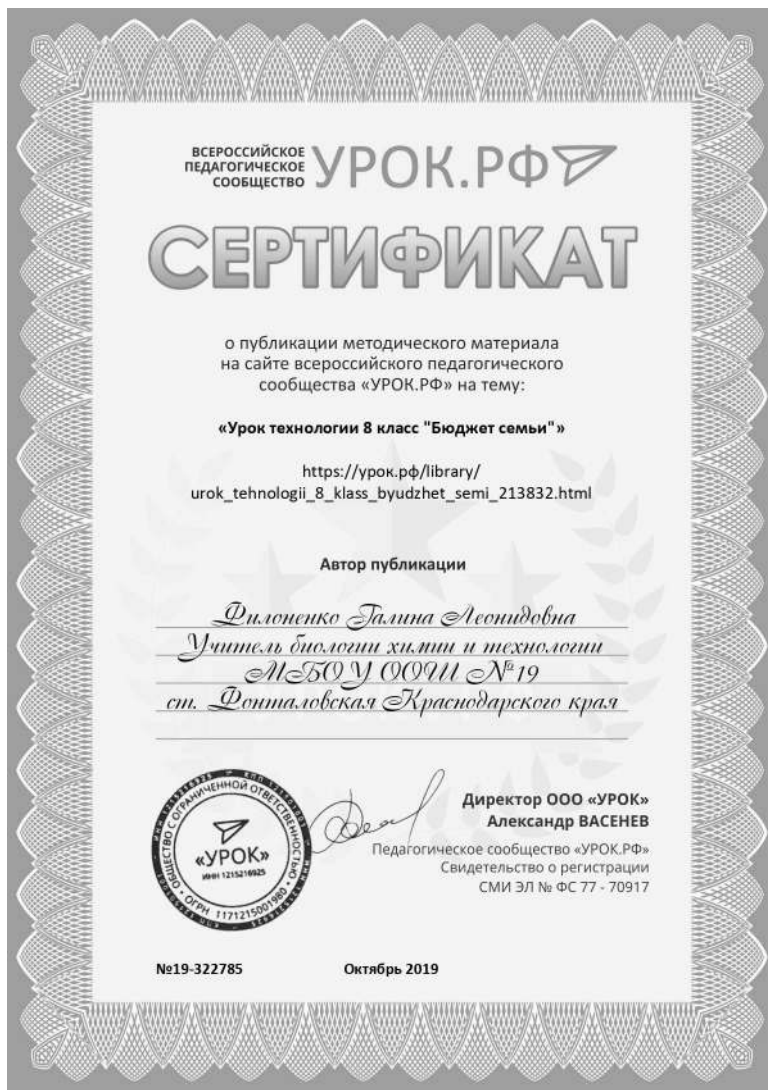 ВСЕРОССИЙСКОЕ
ПЕДАГОГИЧЕСКОЕ
СООБЩЕСТВО
УРОК.РФ
СЕРТИФИКАТ
о публикации методического материала
на сайте всероссийского педагогического
сообщества «УРОК.РФ» на тему:
«Урок технологии 8 класс "Бюджет семьи"»
https://урок.рф/library/
urok_tehnologii_8_klass_byudzhet_semi_213832.html
Автор публикации
Филоненко Галина Леонидовна
Учитель биологии химии и технологии
МБОУ ООШ №19
ст. Фонталовская Краснодарского края
ОБЩЕСТВО С ОГРАНИЧЕННОЙ ОТВЕТСТВЕННОСТЬЮ
«УРОК»
ИНН 1215216925
ОГРН 1171215001980
Директор ООО «УРОК»
Александр ВАСЕНЕВ
Педагогическое сообщество «УРОК.РФ»
Свидетельство о регистрации
СМИ ЭЛ № ФС 77 - 70917
№19-322785
Октябрь 2019